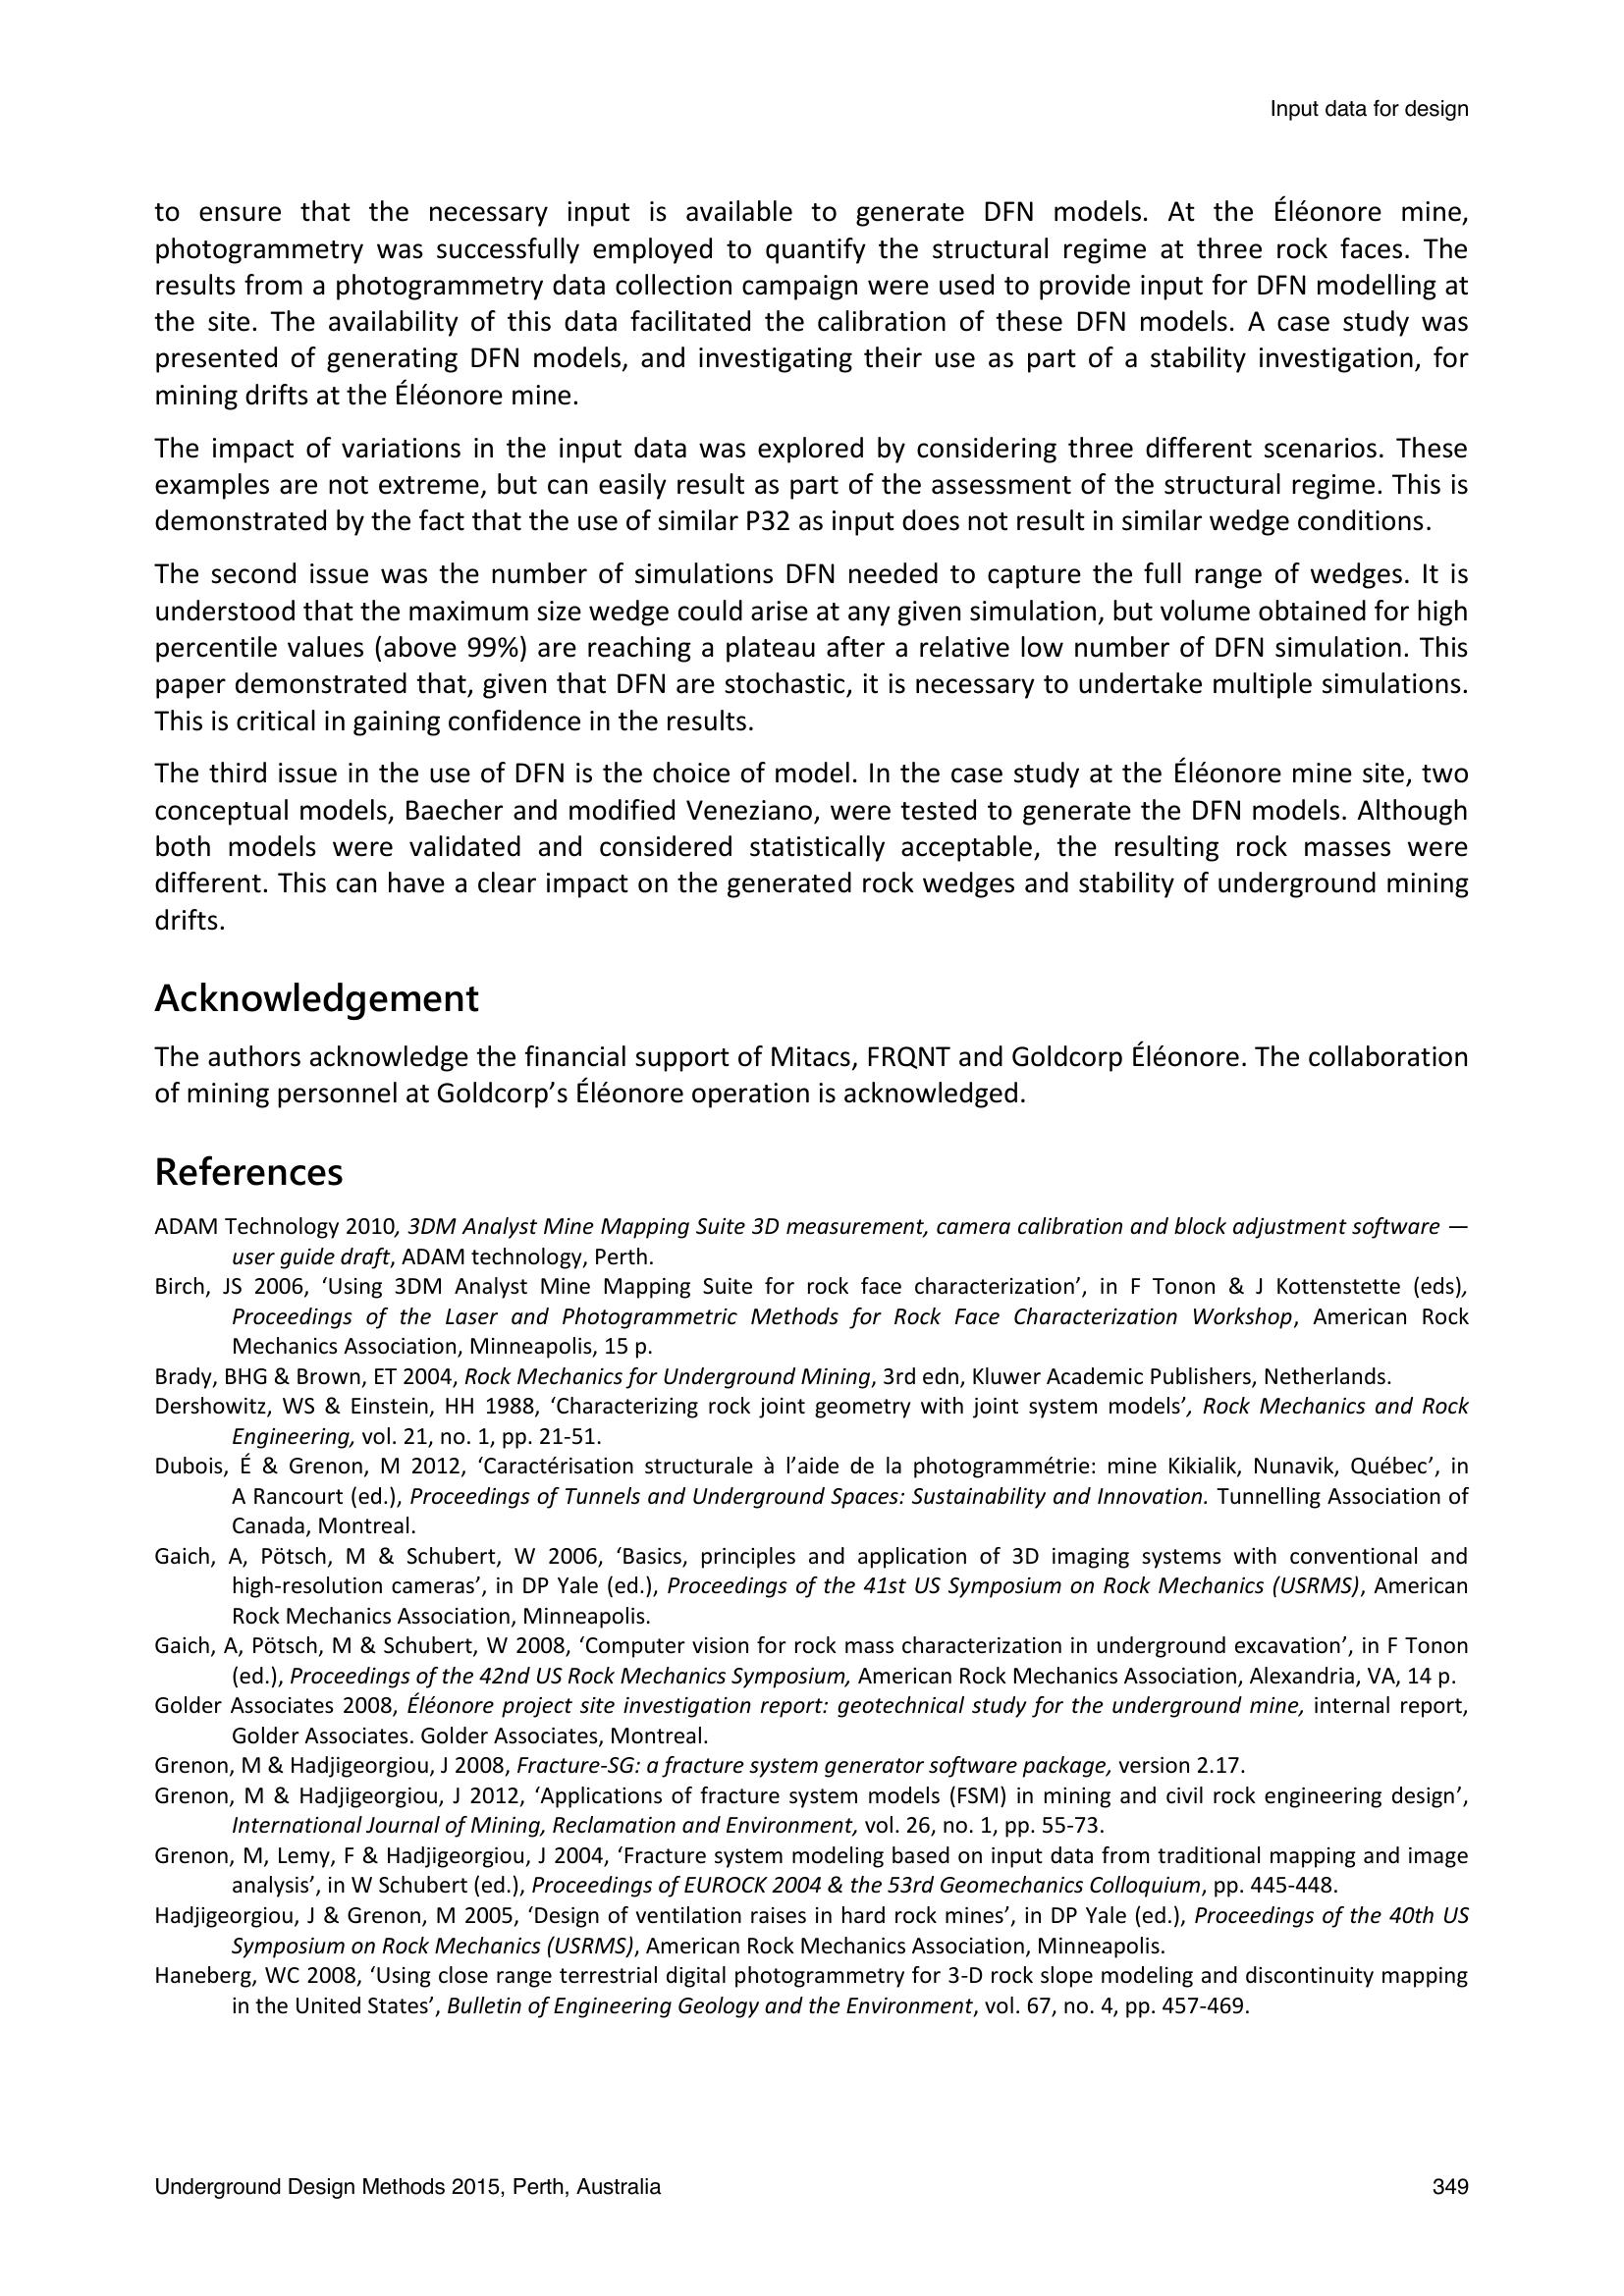 Input data for design
to ensure that the necessary input is available to generate DFN models. At the Éléonore mine,
photogrammetry was successfully employed to quantify the structural regime at three rock faces. The
results from a photogrammetry data collection campaign were used to provide input for DFN modelling at
the site. The availability of this data facilitated the calibration of these DFN models. A case study was
presented of generating DFN models, and investigating their use as part of a stability investigation, for
mining drifts at the Éléonore mine.
The impact of variations in the input data was explored by considering three different scenarios. These
examples are not extreme, but can easily result as part of the assessment of the structural regime. This is
demonstrated by the fact that the use of similar P32 as input does not result in similar wedge conditions.
The second issue was the number of simulations DFN needed to capture the full range of wedges. It is
understood that the maximum size wedge could arise at any given simulation, but volume obtained for high
percentile values (above 99%) are reaching a plateau after a relative low number of DFN simulation. This
paper demonstrated that, given that DFN are stochastic, it is necessary to undertake multiple simulations.
This is critical in gaining confidence in the results.
The third issue in the use of DFN is the choice of model. In the case study at the Éléonore mine site, two
conceptual models, Baecher and modified Veneziano, were tested to generate the DFN models. Although
both models were validated and considered statistically acceptable, the resulting rock masses were
different. This can have a clear impact on the generated rock wedges and stability of underground mining
drifts.
Acknowledgement
The authors acknowledge the financial support of Mitacs, FRQNT and Goldcorp Éléonore. The collaboration
of mining personnel at Goldcorp’s Éléonore operation is acknowledged.
References
ADAM Technology 2010, 3DM Analyst Mine Mapping Suite 3D measurement, camera calibration and block adjustment software —
user guide draft, ADAM technology, Perth.
Birch, JS 2006, ‘Using 3DM Analyst Mine Mapping Suite for rock face characterization’, in F Tonon & J Kottenstette (eds),
Proceedings of the Laser and Photogrammetric Methods for Rock Face Characterization Workshop, American Rock
Mechanics Association, Minneapolis, 15 p.
Brady, BHG & Brown, ET 2004, Rock Mechanics for Underground Mining, 3rd edn, Kluwer Academic Publishers, Netherlands.
Dershowitz, WS & Einstein, HH 1988, ‘Characterizing rock joint geometry with joint system models’, Rock Mechanics and Rock
Engineering, vol. 21, no. 1, pp. 21-51.
Dubois, É & Grenon, M 2012, ‘Caractérisation structurale à l’aide de la photogrammétrie: mine Kikialik, Nunavik, Québec’, in
A Rancourt (ed.), Proceedings of Tunnels and Underground Spaces: Sustainability and Innovation. Tunnelling Association of
Canada, Montreal.
Gaich, A, Pötsch, M & Schubert, W 2006, ‘Basics, principles and application of 3D imaging systems with conventional and
high-resolution cameras’, in DP Yale (ed.), Proceedings of the 41st US Symposium on Rock Mechanics (USRMS), American
Rock Mechanics Association, Minneapolis.
Gaich, A, Pötsch, M & Schubert, W 2008, ‘Computer vision for rock mass characterization in underground excavation’, in F Tonon
(ed.), Proceedings of the 42nd US Rock Mechanics Symposium, American Rock Mechanics Association, Alexandria, VA, 14 p.
Golder Associates 2008, Éléonore project site investigation report: geotechnical study for the underground mine, internal report,
Golder Associates. Golder Associates, Montreal.
Grenon, M & Hadjigeorgiou, J 2008, Fracture-SG: a fracture system generator software package, version 2.17.
Grenon, M & Hadjigeorgiou, J 2012, ‘Applications of fracture system models (FSM) in mining and civil rock engineering design’,
International Journal of Mining, Reclamation and Environment, vol. 26, no. 1, pp. 55-73.
Grenon, M, Lemy, F & Hadjigeorgiou, J 2004, ‘Fracture system modeling based on input data from traditional mapping and image
analysis’, in W Schubert (ed.), Proceedings of EUROCK 2004 & the 53rd Geomechanics Colloquium, pp. 445-448.
Hadjigeorgiou, J & Grenon, M 2005, ‘Design of ventilation raises in hard rock mines’, in DP Yale (ed.), Proceedings of the 40th US
Symposium on Rock Mechanics (USRMS), American Rock Mechanics Association, Minneapolis.
Haneberg, WC 2008, ‘Using close range terrestrial digital photogrammetry for 3-D rock slope modeling and discontinuity mapping
in the United States’, Bulletin of Engineering Geology and the Environment, vol. 67, no. 4, pp. 457-469.
Underground Design Methods 2015, Perth, Australia
349